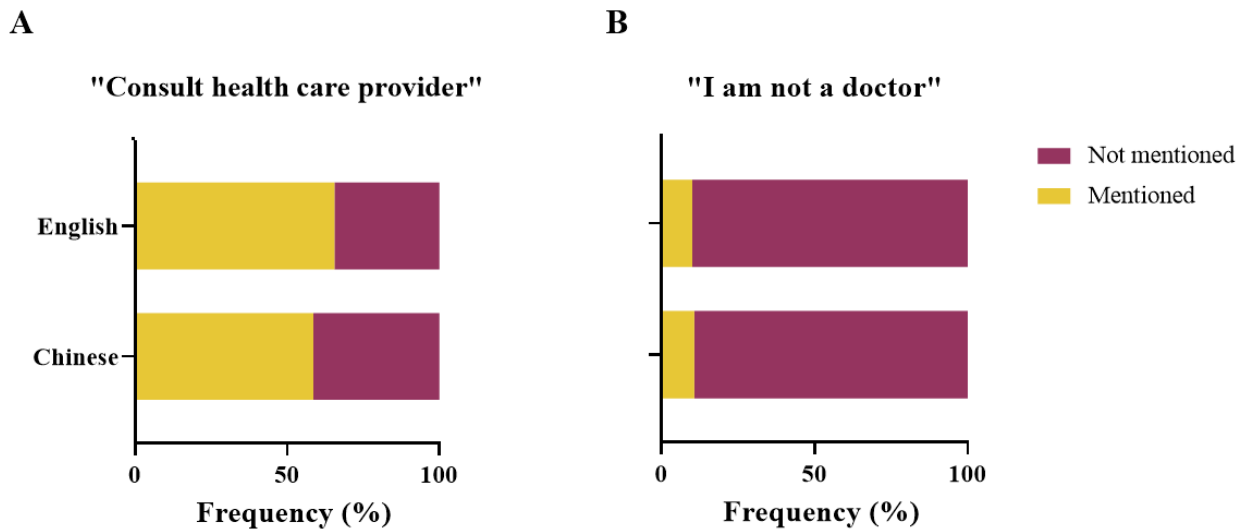 A
B
"Consult health care provider"
"I am not a doctor"
Not mentioned
Mentioned
English
Chinese
0 50 100
0 50 100
Frequency (%)
Frequency (%)